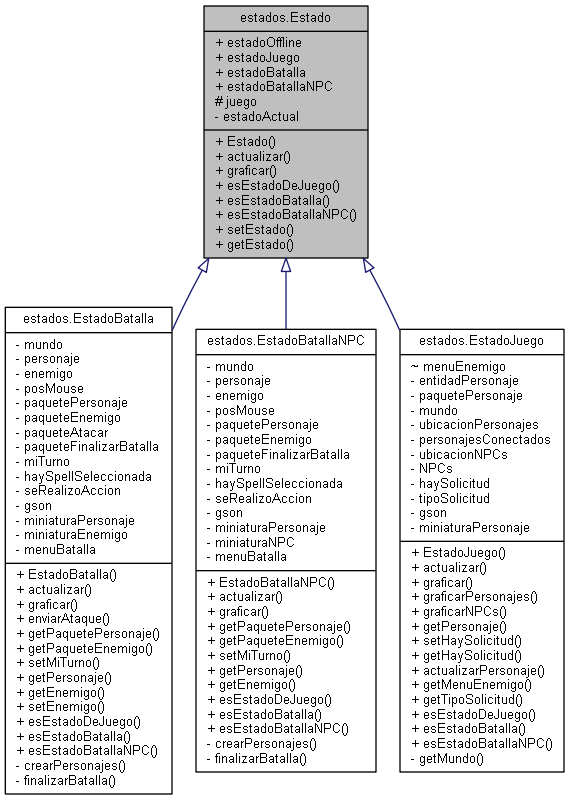 estados.Estado
+ estadoOffline
+ estadoJuego
+ estadoBatalla
+ estadoBatallaNPC
# juego
- estadoActual
+ Estado()
+ actualizar()
+ graficar()
+ esEstadoDeJuego()
+ esEstadoBatalla()
+ esEstadoBatallaNPC()
+ setEstado()
+ getEstado()
estados.EstadoBatalla
- mundo
- personaje
- enemigo
- posMouse
- paquetePersonaje
- paqueteEnemigo
- paqueteAtacar
- paqueteFinalizarBatalla
- miTurno
- haySpellSeleccionada
- seRealizoAccion
- gson
- miniaturaPersonaje
- miniaturaEnemigo
- menuBatalla
+ EstadoBatalla()
+ actualizar()
+ graficar()
+ enviarAtaque()
+ getPaquetePersonaje()
+ getPaqueteEnemigo()
+ setMiTurno()
+ getPersonaje()
+ getEnemigo()
+ setEnemigo()
+ esEstadoDeJuego()
+ esEstadoBatalla()
+ esEstadoBatallaNPC()
- crearPersonajes()
- finalizarBatalla()
estados.EstadoBatallaNPC
- mundo
- personaje
- enemigo
- posMouse
- paquetePersonaje
- paqueteEnemigo
- paqueteFinalizarBatalla
- miTurno
- haySpellSeleccionada
- seRealizoAccion
- gson
- miniaturaPersonaje
- miniaturaNPC
- menuBatalla
+ EstadoBatallaNPC()
+ actualizar()
+ graficar()
+ getPaquetePersonaje()
+ getPaqueteEnemigo()
+ setMiTurno()
+ getPersonaje()
+ getEnemigo()
+ esEstadoDeJuego()
+ esEstadoBatalla()
+ esEstadoBatallaNPC()
- crearPersonajes()
- finalizarBatalla()
estados.EstadoJuego
~ menuEnemigo
- entidadPersonaje
- paquetePersonaje
- mundo
- ubicacionPersonajes
- personajesConectados
- ubicacionNPCs
- NPCs
- haySolicitud
- tipoSolicitud
- gson
- miniaturaPersonaje
+ EstadoJuego()
+ actualizar()
+ graficar()
+ graficarPersonajes()
+ graficarNPCs()
+ getPersonaje()
+ setHaySolicitud()
+ getHaySolicitud()
+ actualizarPersonaje()
+ getMenuEnemigo()
+ getTipoSolicitud()
+ esEstadoDeJuego()
+ esEstadoBatalla()
+ esEstadoBatallaNPC()
- getMundo()